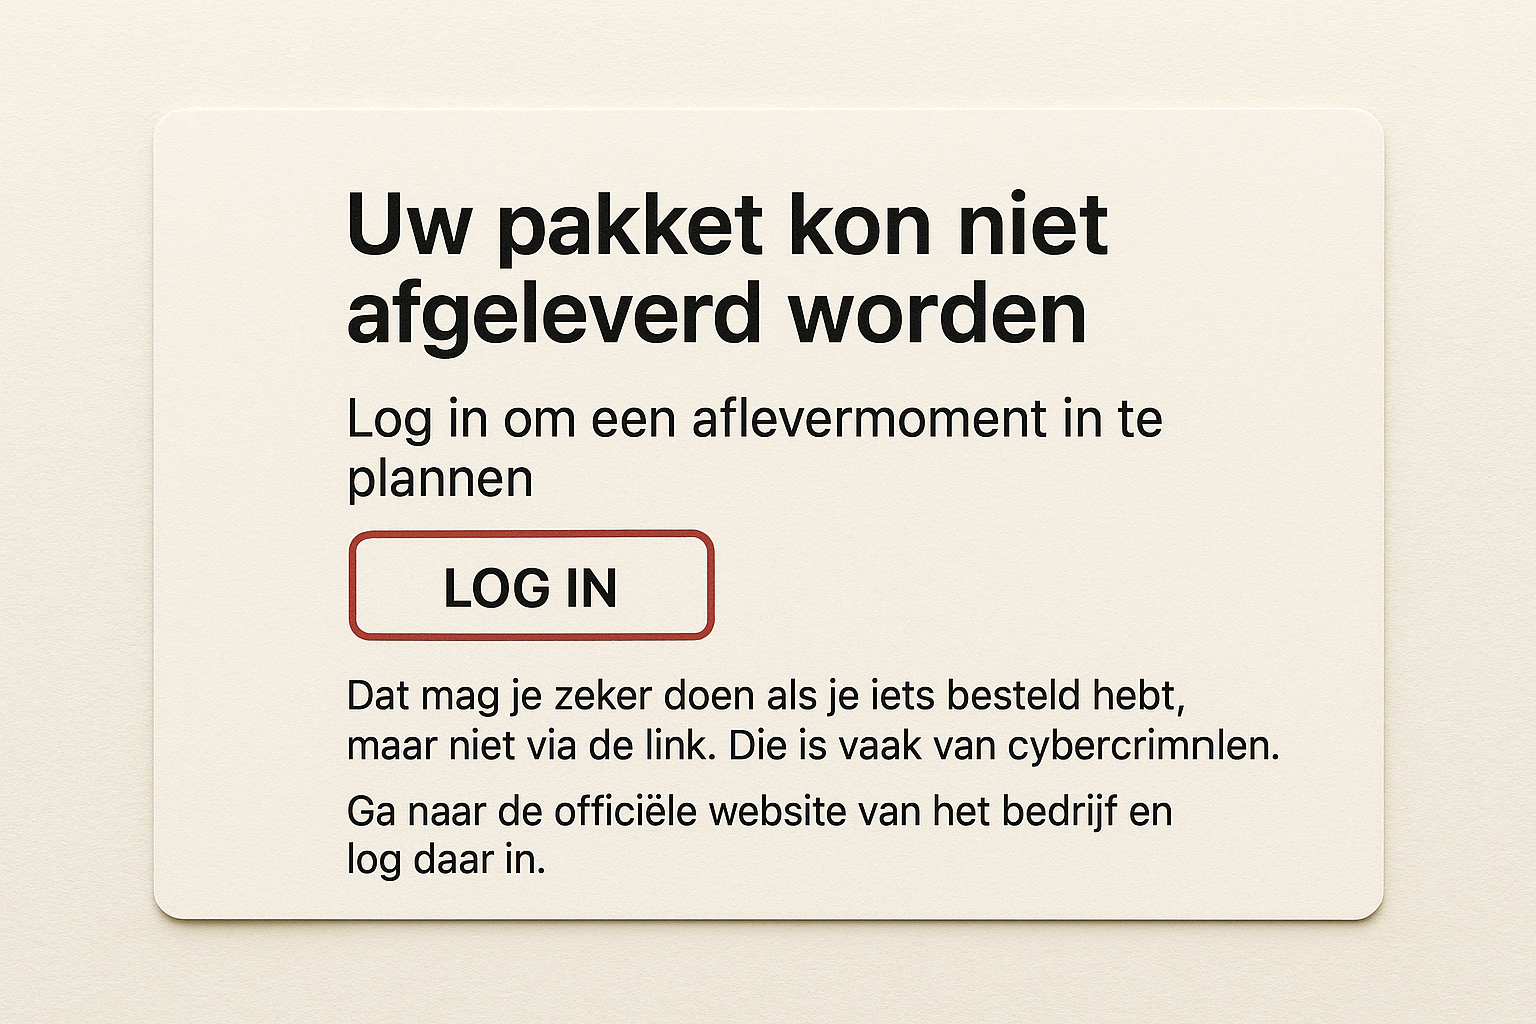 Uw pakket kon niet
afgeleverd worden
Log in om een aflevermoment in te
plannen
LOG IN
Dat mag je zeker doen als je iets besteld hebt,
maar niet via de link. Die is vaak van cybercrimnlen.
Ga naar de officiële website van het bedrijf en
log daar in.